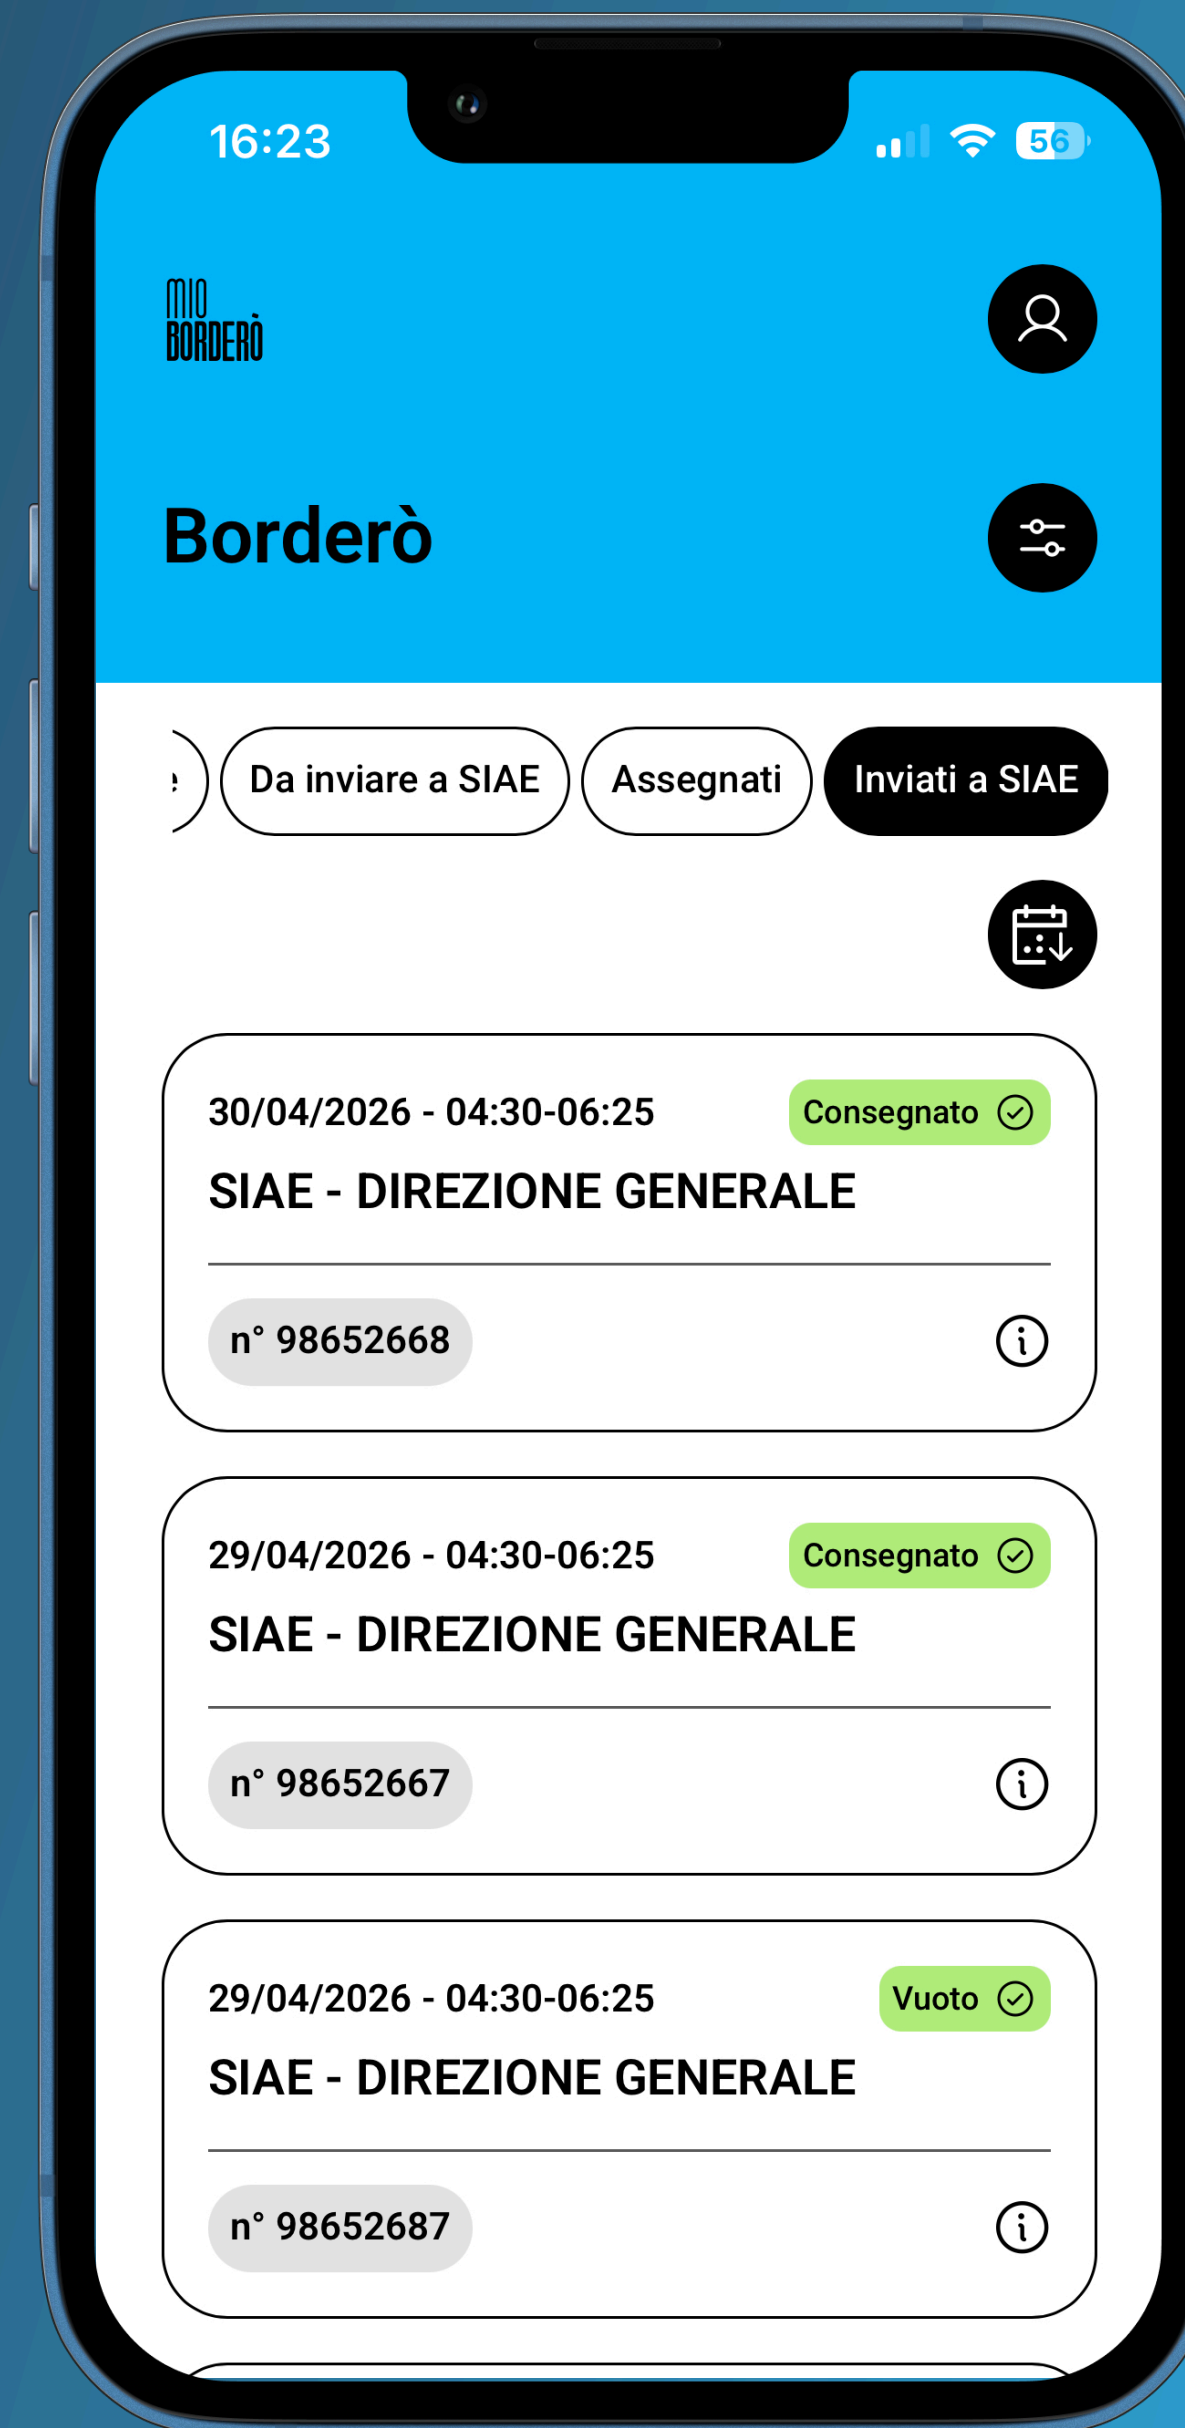 16:23
56
MIO
BORDERÒ
Borderò
Da inviare a SIAE
Assegnati
Inviati a SIAE
30/04/2026 - 04:30-06:25
Consegnato
SIAE - DIREZIONE GENERALE
n° 98652668
29/04/2026 - 04:30-06:25
Consegnato
SIAE - DIREZIONE GENERALE
n° 98652667
29/04/2026 - 04:30-06:25
Vuoto
SIAE - DIREZIONE GENERALE
n° 98652687